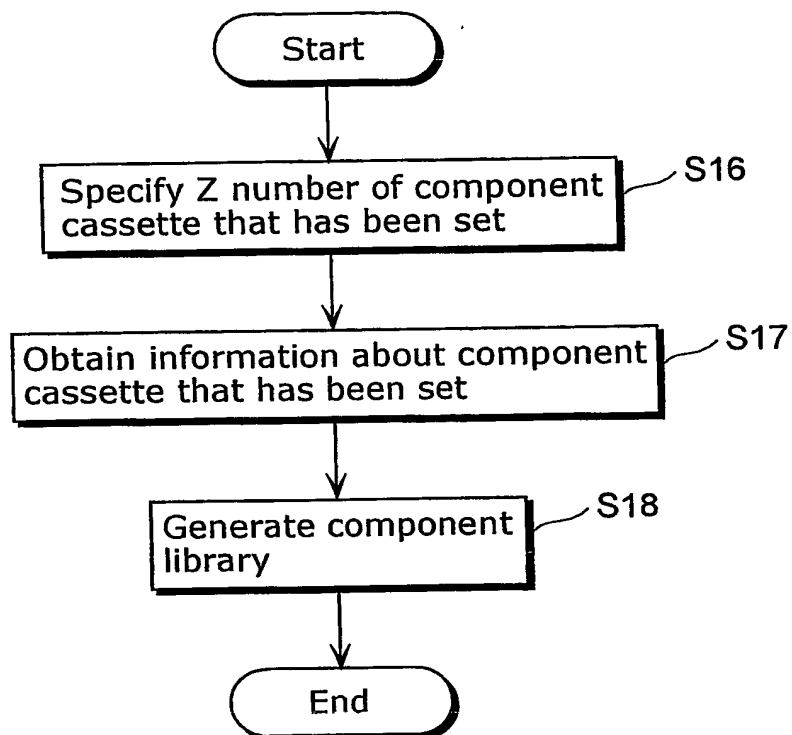 Start
Specify Z number of component
cassette that has been set
S16
Obtain information about component
cassette that has been set
S17
Generate component
library
S18
End